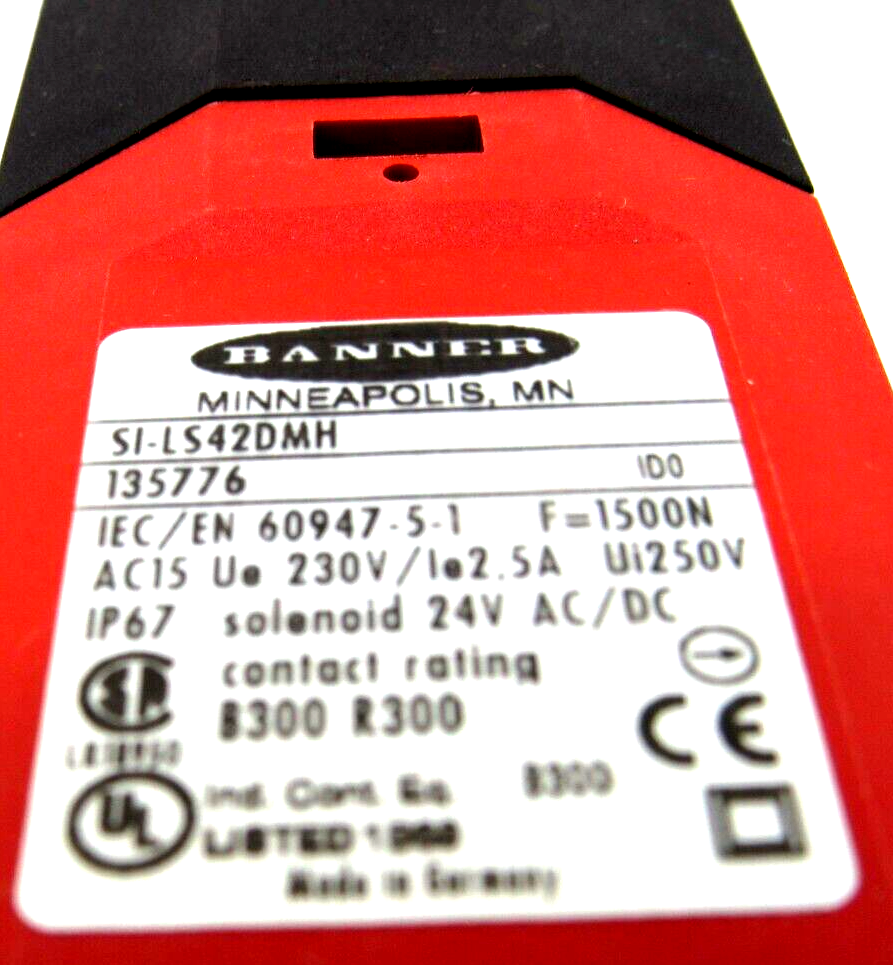 BANNER
MINNEAPOLIS, MN
SI-LS42DMH
135776 ID0
IEC/EN 60947-5-1 F=1500N
AC15 Ue 230V/Ie2.5A Ui250V
IP67 solenoid 24V AC/DC
contact rating
B300 R300
CE
UL
Ind. Cont. Eq. B300
LISTED
Made in Germany